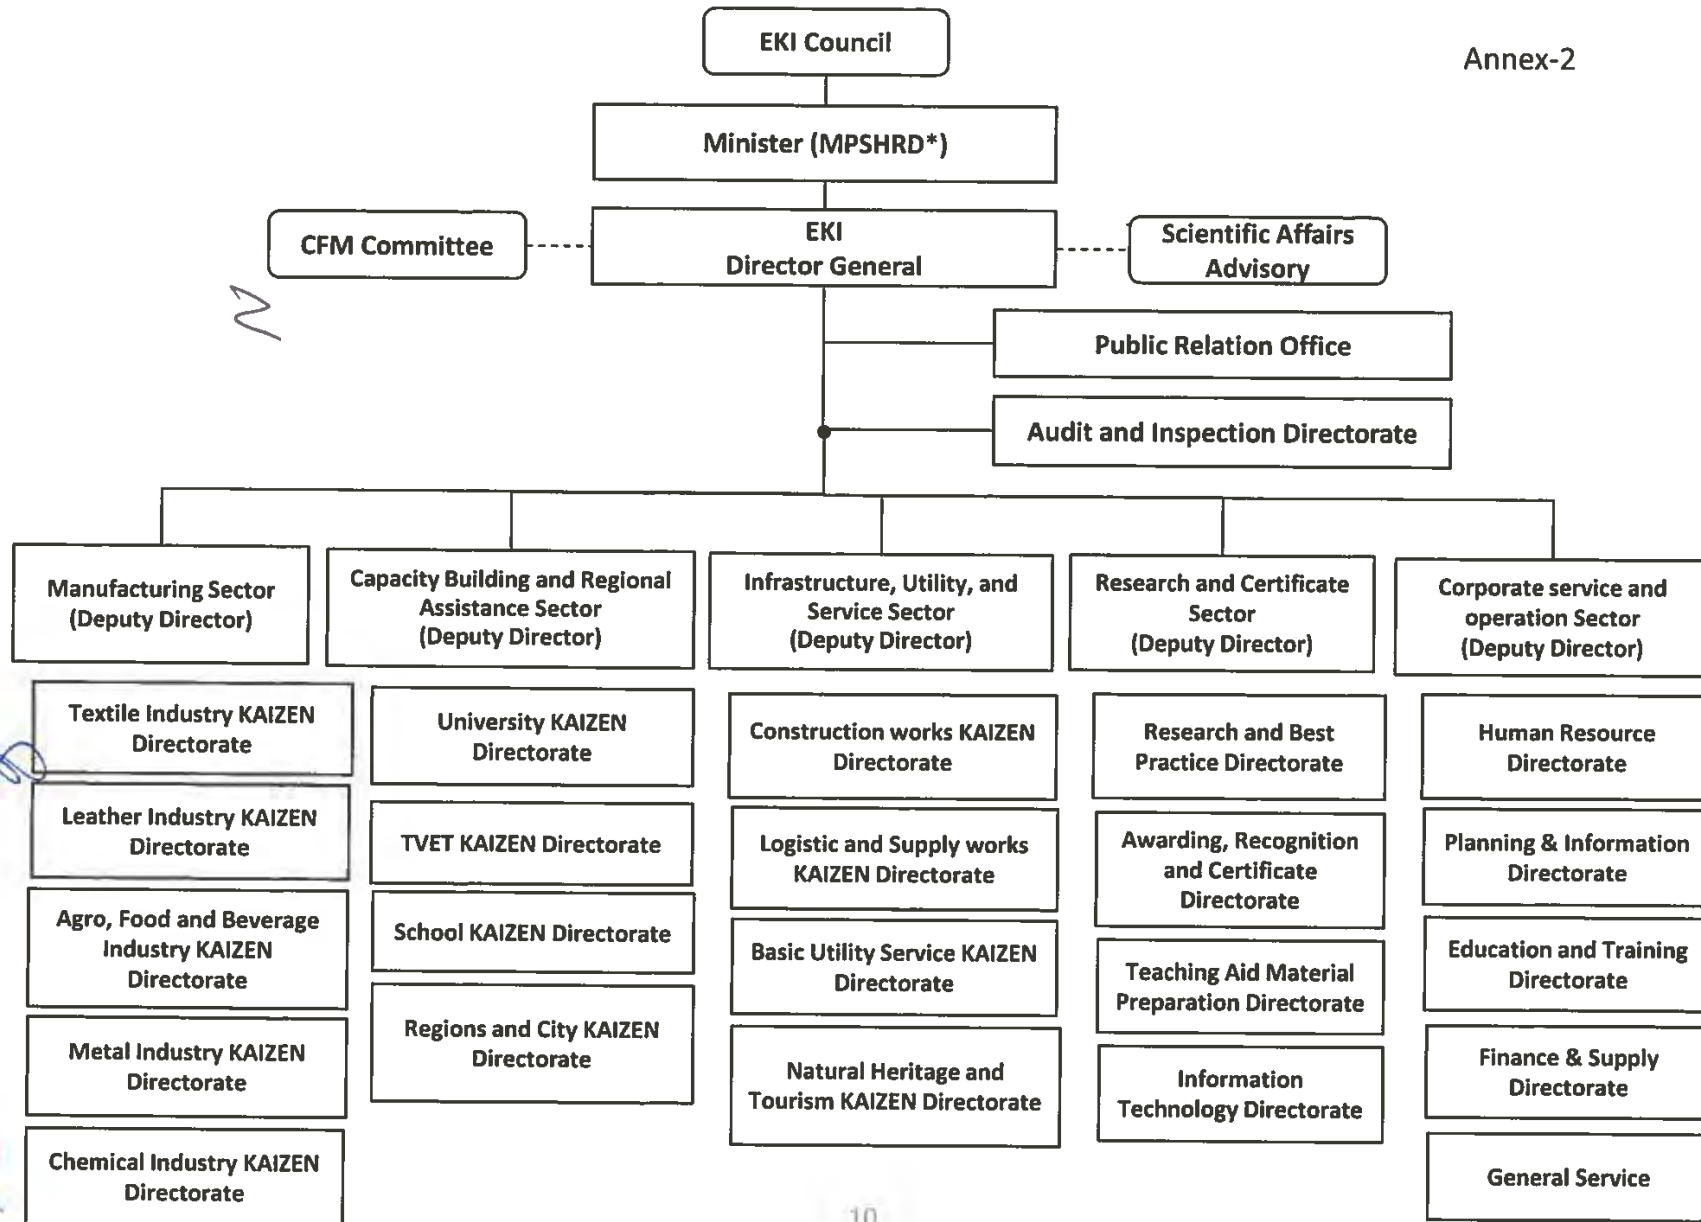 EKI Council
Annex-2
Minister (MPSHRD*)
CFM Committee
EKI
Director General
Scientific Affairs
Advisory
Public Relation Office
Audit and Inspection Directorate
Manufacturing Sector
(Deputy Director)
Capacity Building and Regional
Assistance Sector
(Deputy Director)
Infrastructure, Utility, and
Service Sector
(Deputy Director)
Research and Certificate
Sector
(Deputy Director)
Corporate service and
operation Sector
(Deputy Director)
Textile Industry KAIZEN
Directorate
Leather Industry KAIZEN
Directorate
Agro, Food and Beverage
Industry KAIZEN
Directorate
Metal Industry KAIZEN
Directorate
Chemical Industry KAIZEN
Directorate
University KAIZEN
Directorate
TVET KAIZEN Directorate
School KAIZEN Directorate
Regions and City KAIZEN
Directorate
Construction works KAIZEN
Directorate
Logistic and Supply works
KAIZEN Directorate
Basic Utility Service KAIZEN
Directorate
Natural Heritage and
Tourism KAIZEN Directorate
Research and Best
Practice Directorate
Awarding, Recognition
and Certificate
Directorate
Teaching Aid Material
Preparation Directorate
Information
Technology Directorate
Human Resource
Directorate
Planning & Information
Directorate
Education and Training
Directorate
Finance & Supply
Directorate
General Service
10